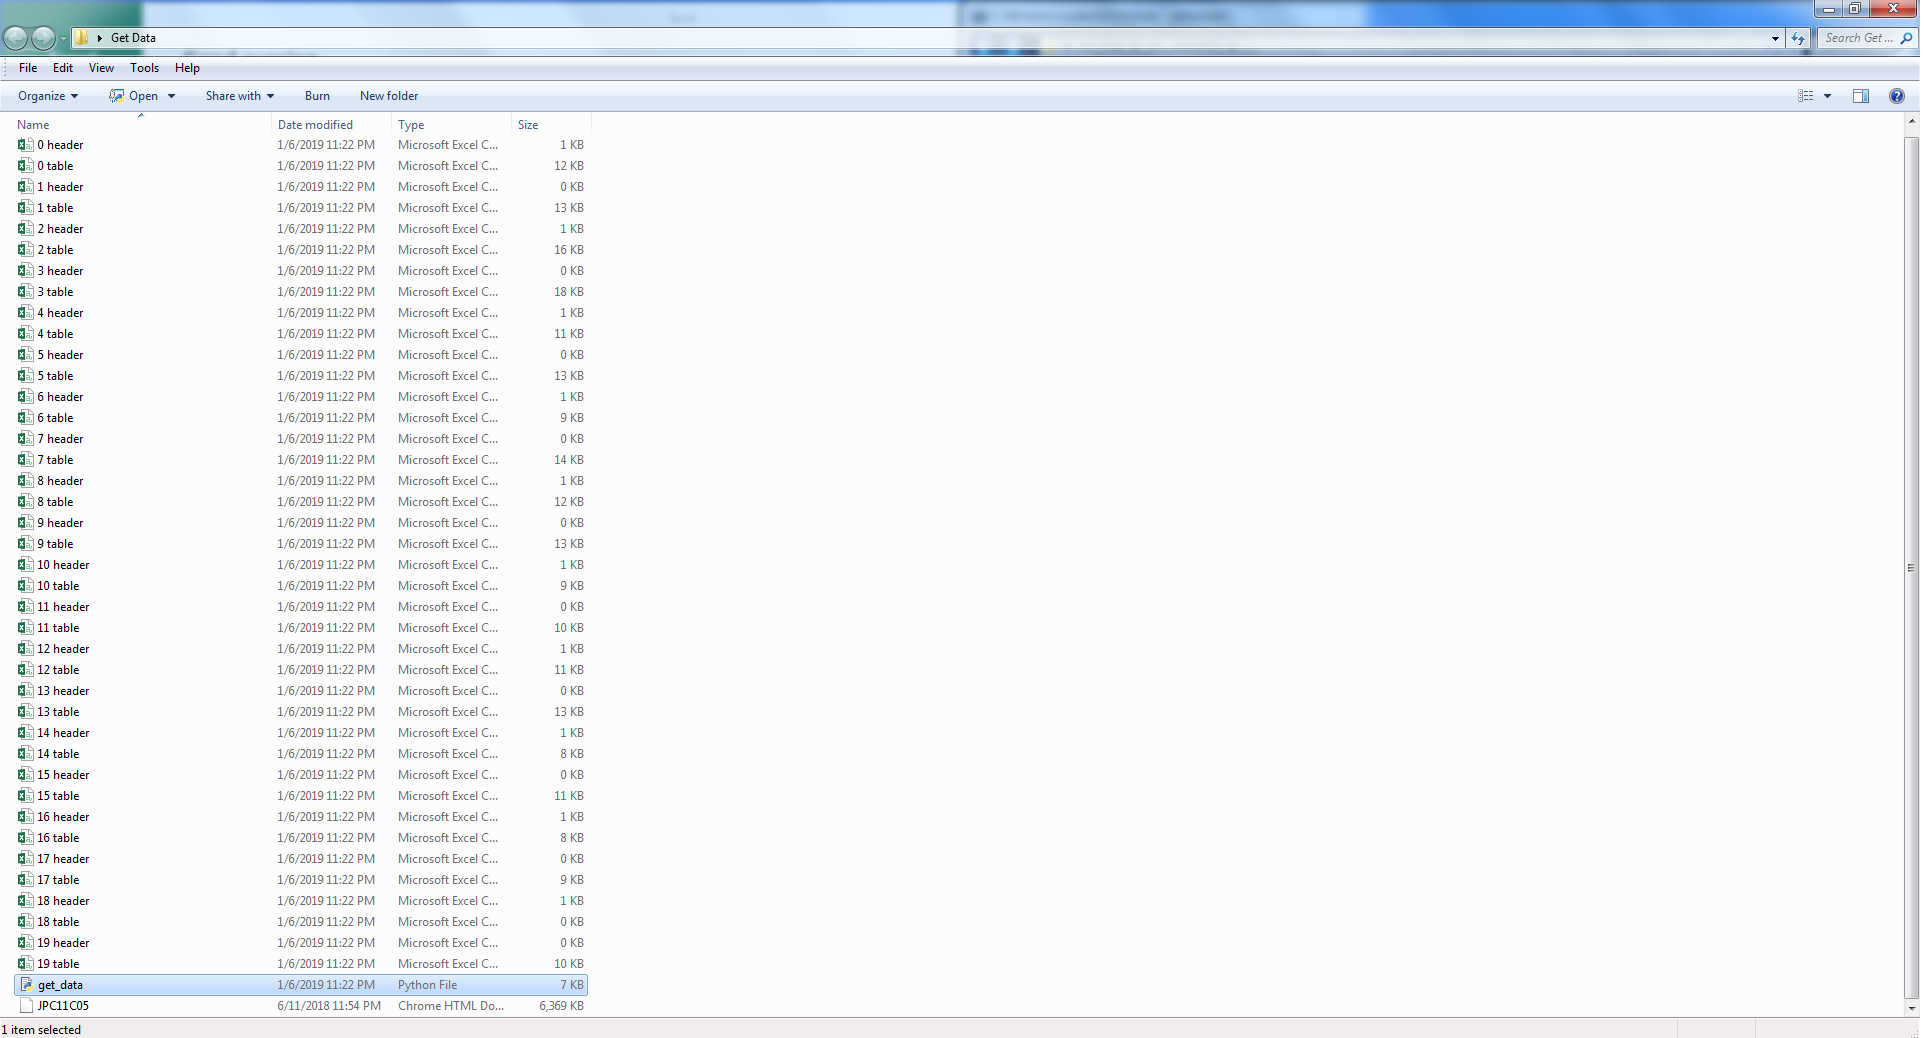 Get Data
Search Get ...
File Edit View Tools Help
Organize Open Share with Burn New folder
Name Date modified Type Size
0 header 1/6/2019 11:22 PM Microsoft Excel C... 1 KB
0 table 1/6/2019 11:22 PM Microsoft Excel C... 12 KB
1 header 1/6/2019 11:22 PM Microsoft Excel C... 0 KB
1 table 1/6/2019 11:22 PM Microsoft Excel C... 13 KB
2 header 1/6/2019 11:22 PM Microsoft Excel C... 1 KB
2 table 1/6/2019 11:22 PM Microsoft Excel C... 16 KB
3 header 1/6/2019 11:22 PM Microsoft Excel C... 0 KB
3 table 1/6/2019 11:22 PM Microsoft Excel C... 18 KB
4 header 1/6/2019 11:22 PM Microsoft Excel C... 1 KB
4 table 1/6/2019 11:22 PM Microsoft Excel C... 11 KB
5 header 1/6/2019 11:22 PM Microsoft Excel C... 0 KB
5 table 1/6/2019 11:22 PM Microsoft Excel C... 13 KB
6 header 1/6/2019 11:22 PM Microsoft Excel C... 1 KB
6 table 1/6/2019 11:22 PM Microsoft Excel C... 9 KB
7 header 1/6/2019 11:22 PM Microsoft Excel C... 0 KB
7 table 1/6/2019 11:22 PM Microsoft Excel C... 14 KB
8 header 1/6/2019 11:22 PM Microsoft Excel C... 1 KB
8 table 1/6/2019 11:22 PM Microsoft Excel C... 12 KB
9 header 1/6/2019 11:22 PM Microsoft Excel C... 0 KB
9 table 1/6/2019 11:22 PM Microsoft Excel C... 13 KB
10 header 1/6/2019 11:22 PM Microsoft Excel C... 1 KB
10 table 1/6/2019 11:22 PM Microsoft Excel C... 9 KB
11 header 1/6/2019 11:22 PM Microsoft Excel C... 0 KB
11 table 1/6/2019 11:22 PM Microsoft Excel C... 10 KB
12 header 1/6/2019 11:22 PM Microsoft Excel C... 1 KB
12 table 1/6/2019 11:22 PM Microsoft Excel C... 11 KB
13 header 1/6/2019 11:22 PM Microsoft Excel C... 0 KB
13 table 1/6/2019 11:22 PM Microsoft Excel C... 13 KB
14 header 1/6/2019 11:22 PM Microsoft Excel C... 1 KB
14 table 1/6/2019 11:22 PM Microsoft Excel C... 8 KB
15 header 1/6/2019 11:22 PM Microsoft Excel C... 0 KB
15 table 1/6/2019 11:22 PM Microsoft Excel C... 11 KB
16 header 1/6/2019 11:22 PM Microsoft Excel C... 1 KB
16 table 1/6/2019 11:22 PM Microsoft Excel C... 8 KB
17 header 1/6/2019 11:22 PM Microsoft Excel C... 0 KB
17 table 1/6/2019 11:22 PM Microsoft Excel C... 9 KB
18 header 1/6/2019 11:22 PM Microsoft Excel C... 1 KB
18 table 1/6/2019 11:22 PM Microsoft Excel C... 0 KB
19 header 1/6/2019 11:22 PM Microsoft Excel C... 0 KB
19 table 1/6/2019 11:22 PM Microsoft Excel C... 10 KB
get_data 1/6/2019 11:22 PM Python File 7 KB
JPC11C05 6/11/2018 11:54 PM Chrome HTML Do... 6,369 KB
1 item selected